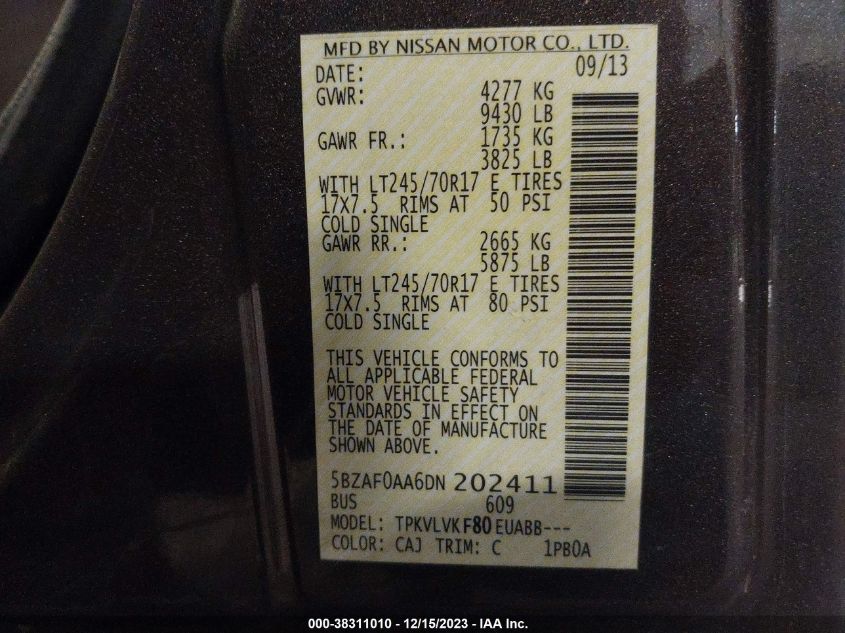 MFD BY NISSAN MOTOR CO., LTD.
DATE: 09/13
GVWR: 4277 KG
9430 LB
GAWR FR.: 1735 KG
3825 LB
WITH LT245/70R17 E TIRES
17X7.5 RIMS AT 50 PSI
COLD SINGLE
GAWR RR.: 2665 KG
5875 LB
WITH LT245/70R17 E TIRES
17X7.5 RIMS AT 80 PSI
COLD SINGLE
THIS VEHICLE CONFORMS TO
ALL APPLICABLE FEDERAL
MOTOR VEHICLE SAFETY
STANDARDS IN EFFECT ON
THE DATE OF MANUFACTURE
SHOWN ABOVE.
5BZAF0AA6DN 202411
BUS 609
MODEL: TPKVLVKF80EUABB---
COLOR: CAJ TRIM: C 1PB0A
000-38311010 - 12/15/2023 - IAA Inc.